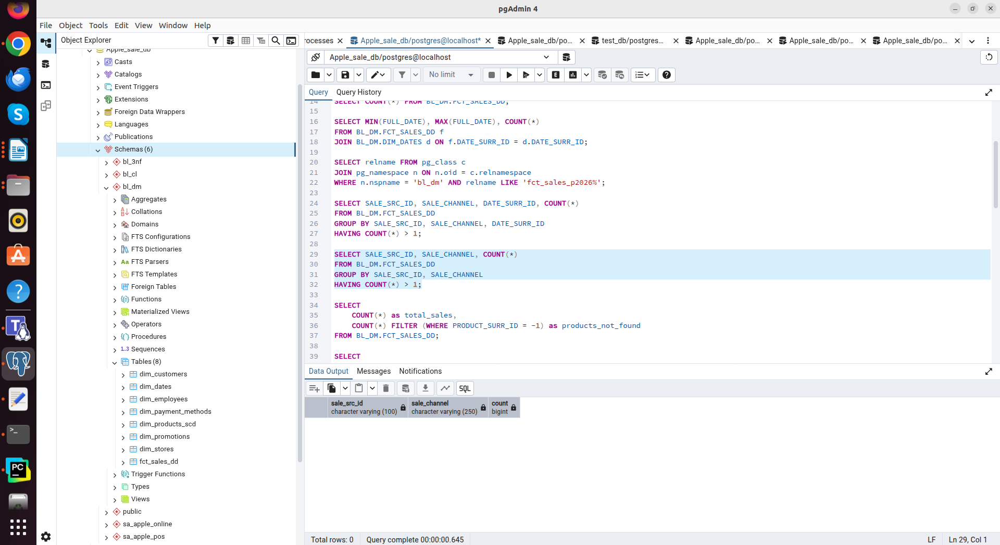 pgAdmin 4
File Object Tools Edit View Window Help
Object Explorer
rocesses
Apple_sale_db/postgres@localhost*
Apple_sale_db/po...
test_db/postgres...
Apple_sale_db/po...
Apple_sale_db/po...
Apple_sale_db/po...
Apple_sale_db/postgres@localhost
No limit
E
Query Query History
Apple_sale_db
Casts
Catalogs
Event Triggers
Extensions
Foreign Data Wrappers
Languages
Publications
Schemas (6)
bl_3nf
bl_cl
bl_dm
Aggregates
Collations
Domains
FTS Configurations
FTS Dictionaries
Aa FTS Parsers
FTS Templates
Foreign Tables
Functions
Materialized Views
Operators
Procedures
1..3 Sequences
Tables (8)
dim_customers
dim_dates
dim_employees
dim_payment_methods
dim_products_scd
dim_promotions
dim_stores
fct_sales_dd
Trigger Functions
Types
Views
public
sa_apple_online
sa_apple_pos
14 SELECT COUNT(*) FROM BL_DM.FCT_SALES_DD;
15
16 SELECT MIN(FULL_DATE), MAX(FULL_DATE), COUNT(*)
17 FROM BL_DM.FCT_SALES_DD f
18 JOIN BL_DM.DIM_DATES d ON f.DATE_SURR_ID = d.DATE_SURR_ID;
19
20 SELECT relname FROM pg_class c
21 JOIN pg_namespace n ON n.oid = c.relnamespace
22 WHERE n.nspname = 'bl_dm' AND relname LIKE 'fct_sales_p2026%';
23
24 SELECT SALE_SRC_ID, SALE_CHANNEL, DATE_SURR_ID, COUNT(*)
25 FROM BL_DM.FCT_SALES_DD
26 GROUP BY SALE_SRC_ID, SALE_CHANNEL, DATE_SURR_ID
27 HAVING COUNT(*) > 1;
28
29 SELECT SALE_SRC_ID, SALE_CHANNEL, COUNT(*)
30 FROM BL_DM.FCT_SALES_DD
31 GROUP BY SALE_SRC_ID, SALE_CHANNEL
32 HAVING COUNT(*) > 1;
33
34 SELECT
35 COUNT(*) as total_sales,
36 COUNT(*) FILTER (WHERE PRODUCT_SURR_ID = -1) as products_not_found
37 FROM BL_DM.FCT_SALES_DD;
38
39 SELECT
Data Output Messages Notifications
SQL
sale_src_id
character varying (100)
sale_channel
character varying (250)
count
bigint
Total rows: 0
Query complete 00:00:00.645
LF
Ln 29, Col 1
T
PC